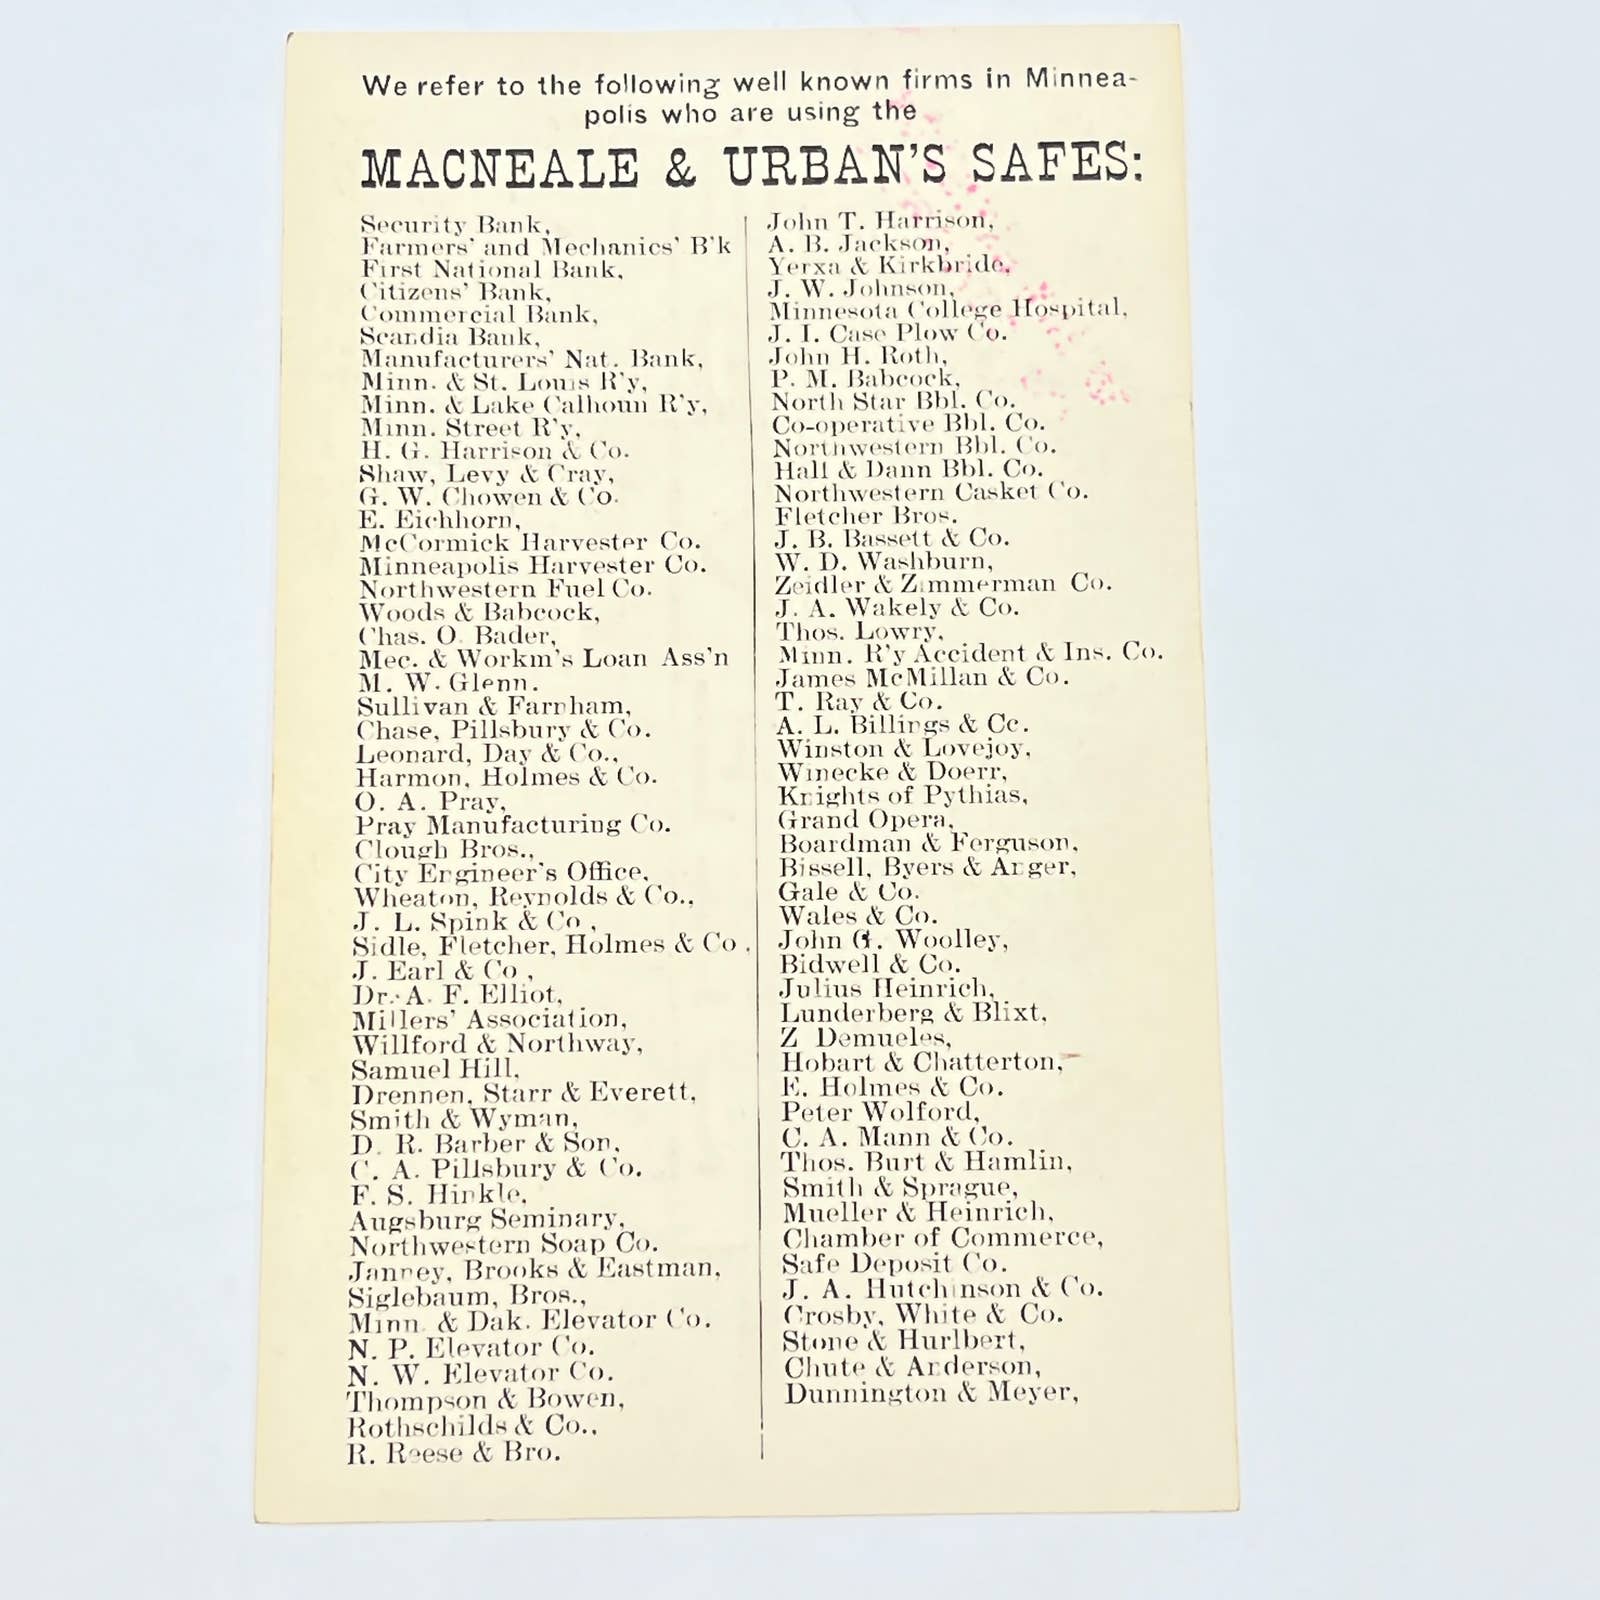 We refer to the following well known firms in Minnea-
polis who are using the
MACNEALE & URBAN'S SAFES:
Security Bank,
Farmers' and Mechanics' B'k
First National Bank,
Citizens' Bank,
Commercial Bank,
Scandia Bank,
Manufacturers' Nat. Bank,
Minn. & St. Louis R'y,
Minn. & Lake Calhoun R'y,
Minn. Street R'y,
H. G. Harrison & Co.
Shaw, Levy & Cray,
G. W. Chowen & Co.
E. Eichhorn,
McCormick Harvester Co.
Minneapolis Harvester Co.
Northwestern Fuel Co.
Woods & Babcock,
Chas. O. Bader,
Mec. & Workm's Loan Ass'n
M. W. Glenn.
Sullivan & Farnham,
Chase, Pillsbury & Co.
Leonard, Day & Co.,
Harmon, Holmes & Co.
O. A. Pray,
Pray Manufacturing Co.
Clough Bros.,
City Engineer's Office,
Wheaton, Reynolds & Co.,
J. L. Spink & Co,
Sidle, Fletcher, Holmes & Co.
J. Earl & Co,
Dr. A. F. Elliot,
Millers' Association,
Willford & Northway,
Samuel Hill,
Drennen, Starr & Everett,
Smith & Wyman,
D. R. Barber & Son,
C. A. Pillsbury & Co.
F. S. Hinkle,
Augsburg Seminary,
Northwestern Soap Co.
Janney, Brooks & Eastman,
Siglebaum, Bros.,
Minn. & Dak. Elevator Co.
N. P. Elevator Co.
N. W. Elevator Co.
Thompson & Bowen,
Rothschilds & Co.,
R. Reese & Bro.
John T. Harrison,
A. B. Jackson,
Yerxa & Kirkbride,
J. W. Johnson,
Minnesota College Hospital,
J. I. Case Plow Co.
John H. Roth,
P. M. Babcock,
North Star Bbl. Co.
Co-operative Bbl. Co.
Northwestern Bbl. Co.
Hall & Dann Bbl. Co.
Northwestern Casket Co.
Fletcher Bros.
J. B. Bassett & Co.
W. D. Washburn,
Zeidler & Zimmerman Co.
J. A. Wakely & Co.
Thos. Lowry,
Minn. R'y Accident & Ins. Co.
James McMillan & Co.
T. Ray & Co.
A. L. Billings & Co.
Winston & Lovejoy,
Winecke & Doerr,
Knights of Pythias,
Grand Opera,
Boardman & Ferguson,
Bissell, Byers & Anger,
Gale & Co.
Wales & Co.
John G. Woolley,
Bidwell & Co.
Julius Heinrich,
Lunderberg & Blixt,
Z Demueles,
Hobart & Chatterton,
E. Holmes & Co.
Peter Wolford,
C. A. Mann & Co.
Thos. Burt & Hamlin,
Smith & Sprague,
Mueller & Heinrich,
Chamber of Commerce,
Safe Deposit Co.
J. A. Hutchinson & Co.
Crosby, White & Co.
Stone & Hurlbert,
Chute & Anderson,
Dunnington & Meyer,